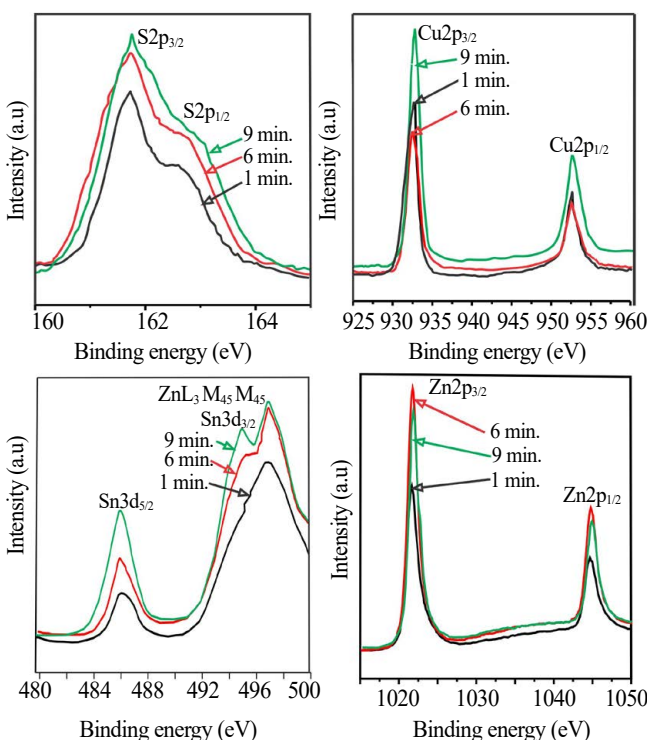 S2p3/2
S2p1/2
9 min.
6 min.
1 min.
Intensity (a.u)
160 162 164
Binding energy (eV)
Cu2p3/2
9 min.
1 min.
6 min.
Cu2p1/2
Intensity (a.u)
925 930 935 940 945 950 955 960
Binding energy (eV)
ZnL3 M45 M45
Sn3d3/2
9 min.
6 min.
1 min.
Sn3d5/2
Intensity (a.u)
480 484 488 492 496 500
Binding energy (eV)
Zn2p3/2
6 min.
9 min.
1 min.
Zn2p1/2
Intensity (a.u)
1020 1030 1040 1050
Binding energy (eV)